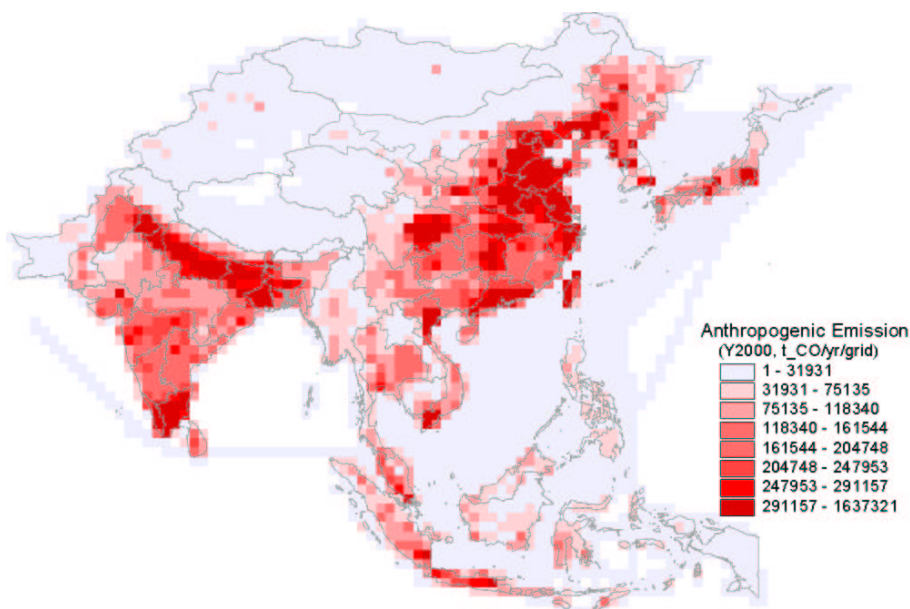 Anthropogenic Emission
(Y2000, t_CO/yr/grid)
1 - 31931
31931 - 75135
75135 - 118340
118340 - 161544
161544 - 204748
204748 - 247953
247953 - 291157
291157 - 1637321